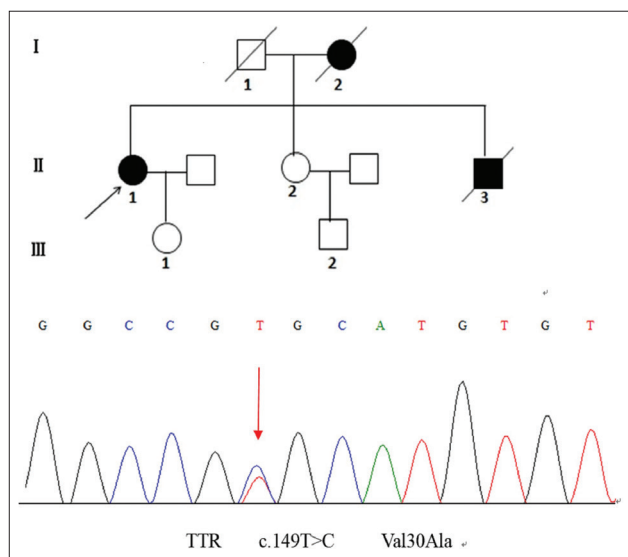 I
1 2
II
1 2 3
III
1 2
G G C C G T G C A T G T G T
TTR c.149T>C Val30Ala